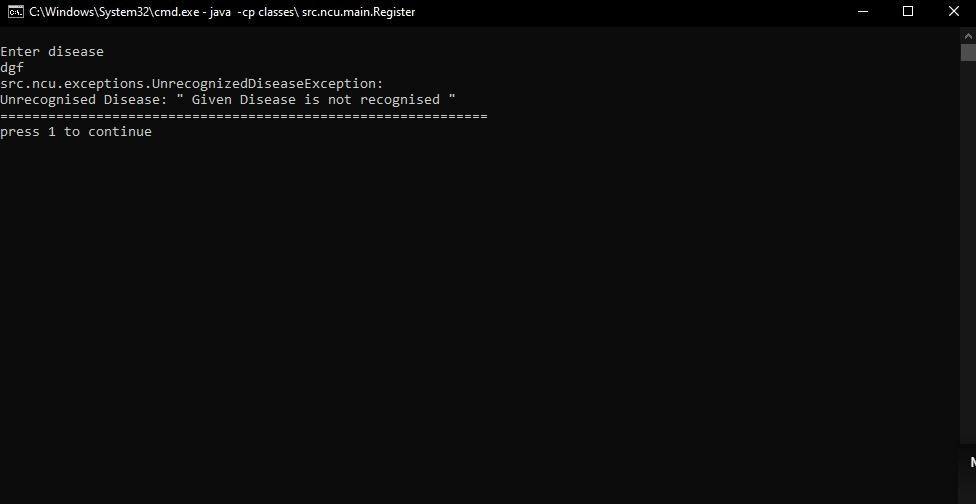 C:\Windows\System32\cmd.exe - java  -cp classes\ src.ncu.main.Register
Enter disease
dgf
src.ncu.exceptions.UnrecognizedDiseaseException:
Unrecognised Disease: " Given Disease is not recognised "
=============================================================
press 1 to continue